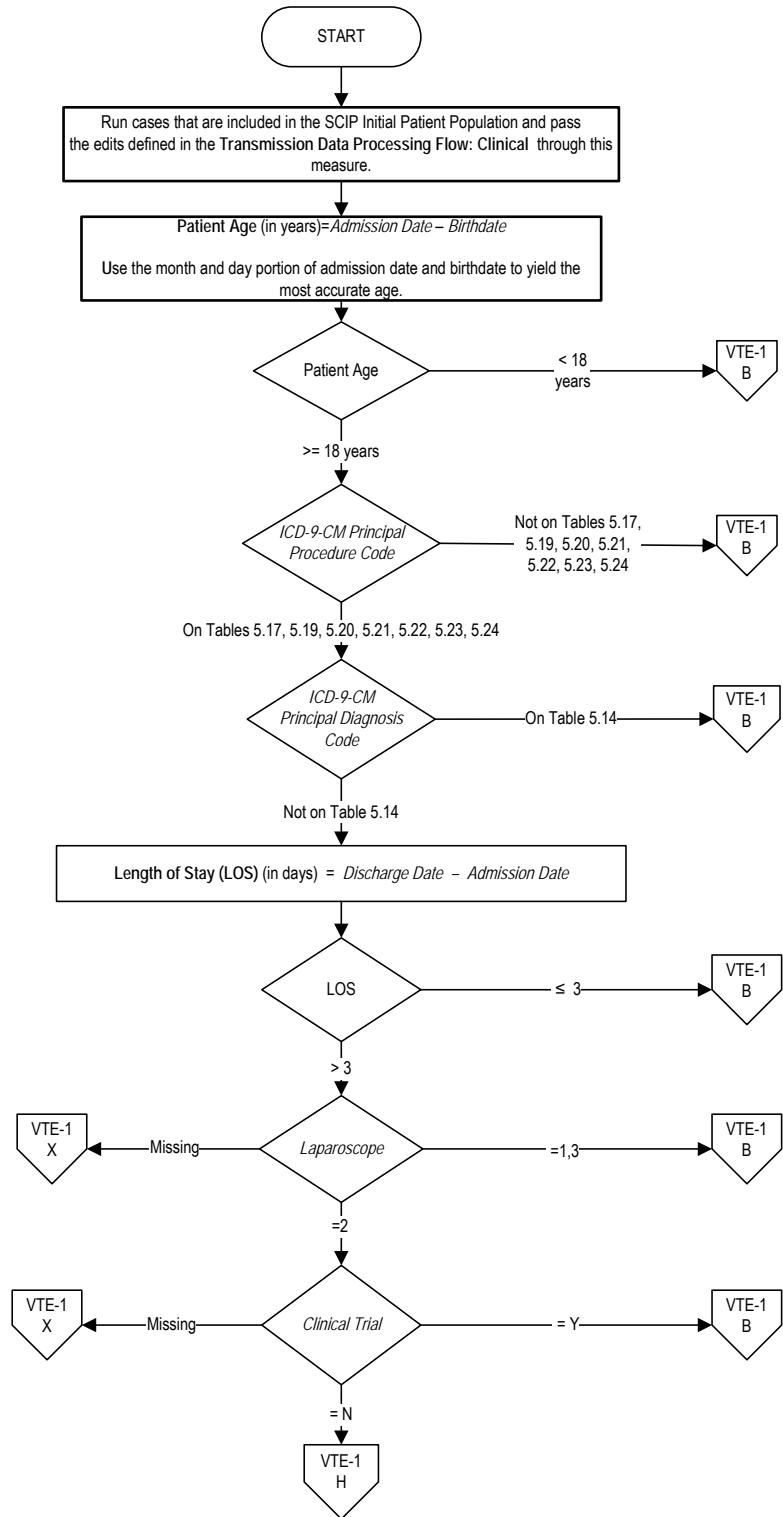 START
Run cases that are included in the SCIP Initial Patient Population and pass
the edits defined in the Transmission Data Processing Flow: Clinical through this
measure.
Patient Age (in years)=Admission Date – Birthdate
Use the month and day portion of admission date and birthdate to yield the
most accurate age.
Patient Age
< 18
years
VTE-1
B
>= 18 years
ICD-9-CM Principal
Procedure Code
Not on Tables 5.17,
5.19, 5.20, 5.21,
5.22, 5.23, 5.24
VTE-1
B
On Tables 5.17, 5.19, 5.20, 5.21, 5.22, 5.23, 5.24
ICD-9-CM
Principal Diagnosis
Code
On Table 5.14
VTE-1
B
Not on Table 5.14
Length of Stay (LOS) (in days) = Discharge Date – Admission Date
LOS
≤ 3
VTE-1
B
> 3
VTE-1
X
Missing
Laparoscope
=1,3
VTE-1
B
=2
VTE-1
X
Missing
Clinical Trial
= Y
VTE-1
B
= N
VTE-1
H